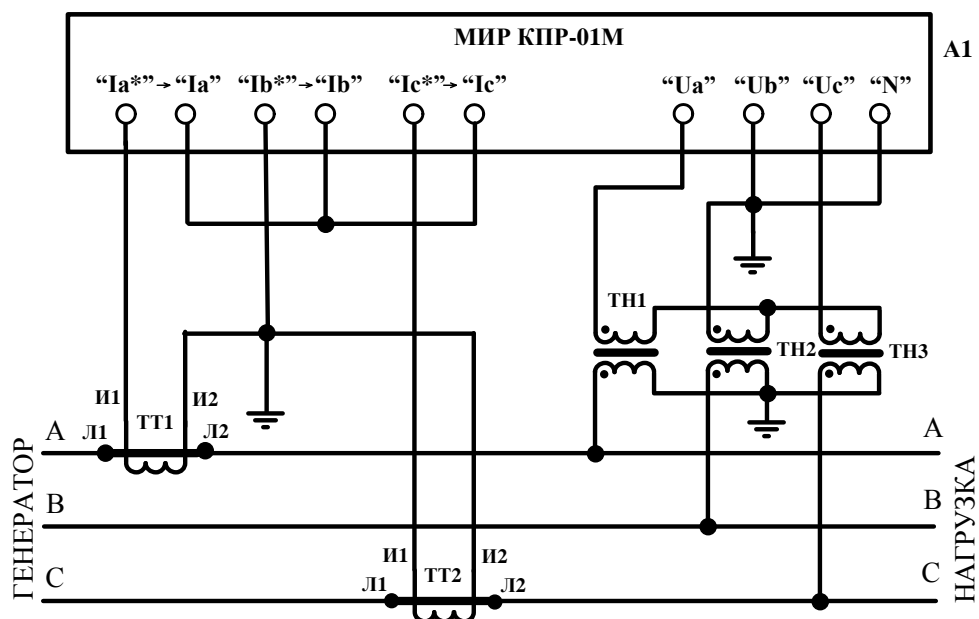 МИР КПР-01М
А1
“Ia*”→“Ia” “Ib*”→“Ib” “Ic*”→“Ic” “Ua” “Ub” “Uc” “N”
ТН1
ТН2
ТН3
И1 И2
ТТ1
Л1 Л2
А А
В В
И1 И2
ТТ2
Л1 Л2
С С
ГЕНЕРАТОР
НАГРУЗКА